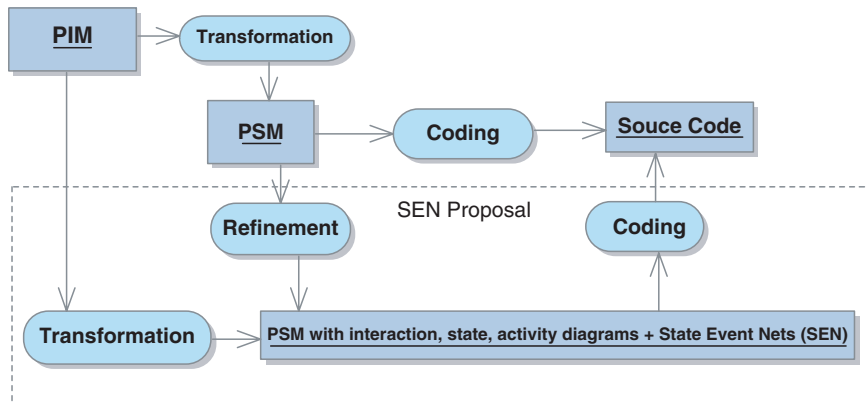 PIM
Transformation
PSM
Coding
Souce Code
SEN Proposal
Refinement
Coding
Transformation
PSM with interaction, state, activity diagrams + State Event Nets (SEN)